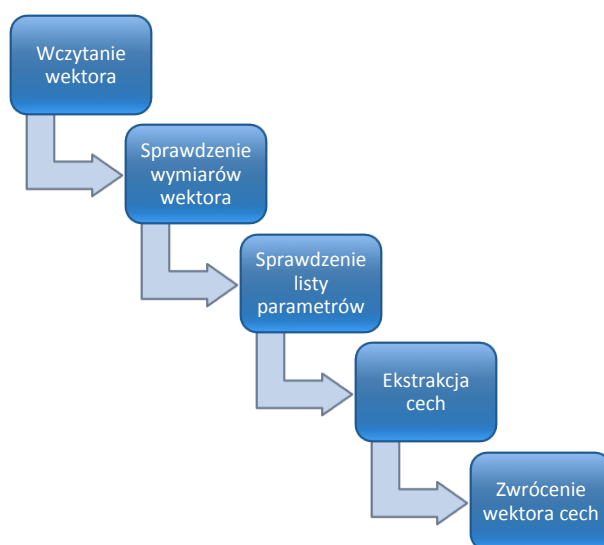 Wczytanie
wektora
Sprawdzenie
wymiarów
wektora
Sprawdzenie
listy
parametrów
Ekstrakcja
cech
Zwrócenie
wektora cech